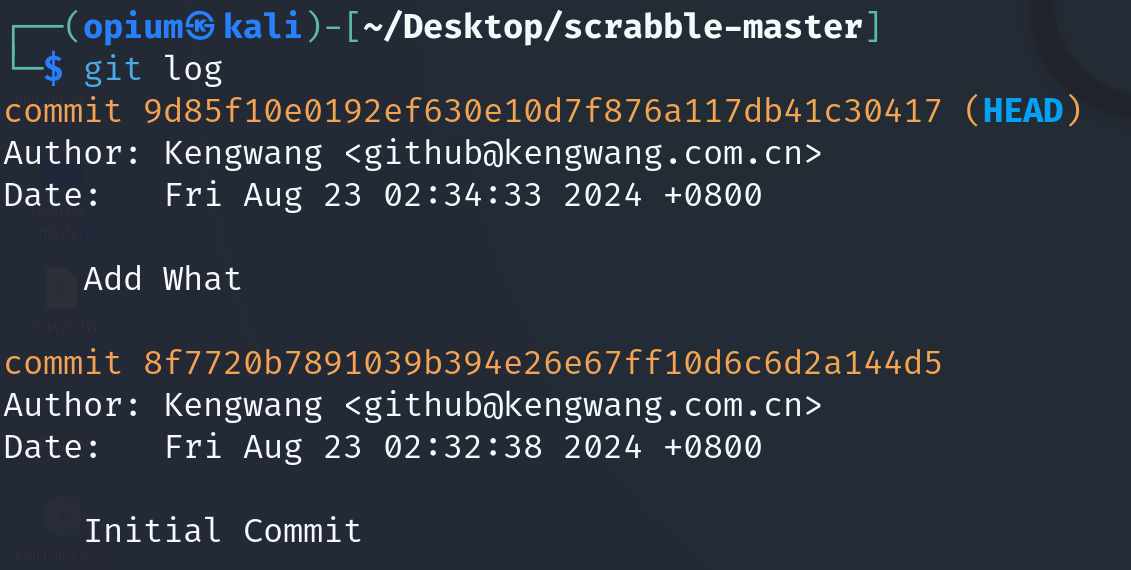 ┌──(opium㉿kali)-[~/Desktop/scrabble-master]
└─$ git log
commit 9d85f10e0192ef630e10d7f876a117db41c30417 (HEAD)
Author: Kengwang <github@kengwang.com.cn>
Date:   Fri Aug 23 02:34:33 2024 +0800
scrabble-
master
Add What
rockyou.txt
commit 8f7720b7891039b394e26e67ff10d6c6d2a144d5
Author: Kengwang <github@kengwang.com.cn>
Date:   Fri Aug 23 02:32:38 2024 +0800
Initial Commit
Kali Linux a...